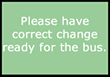 Please have
correct change
ready for the bus.